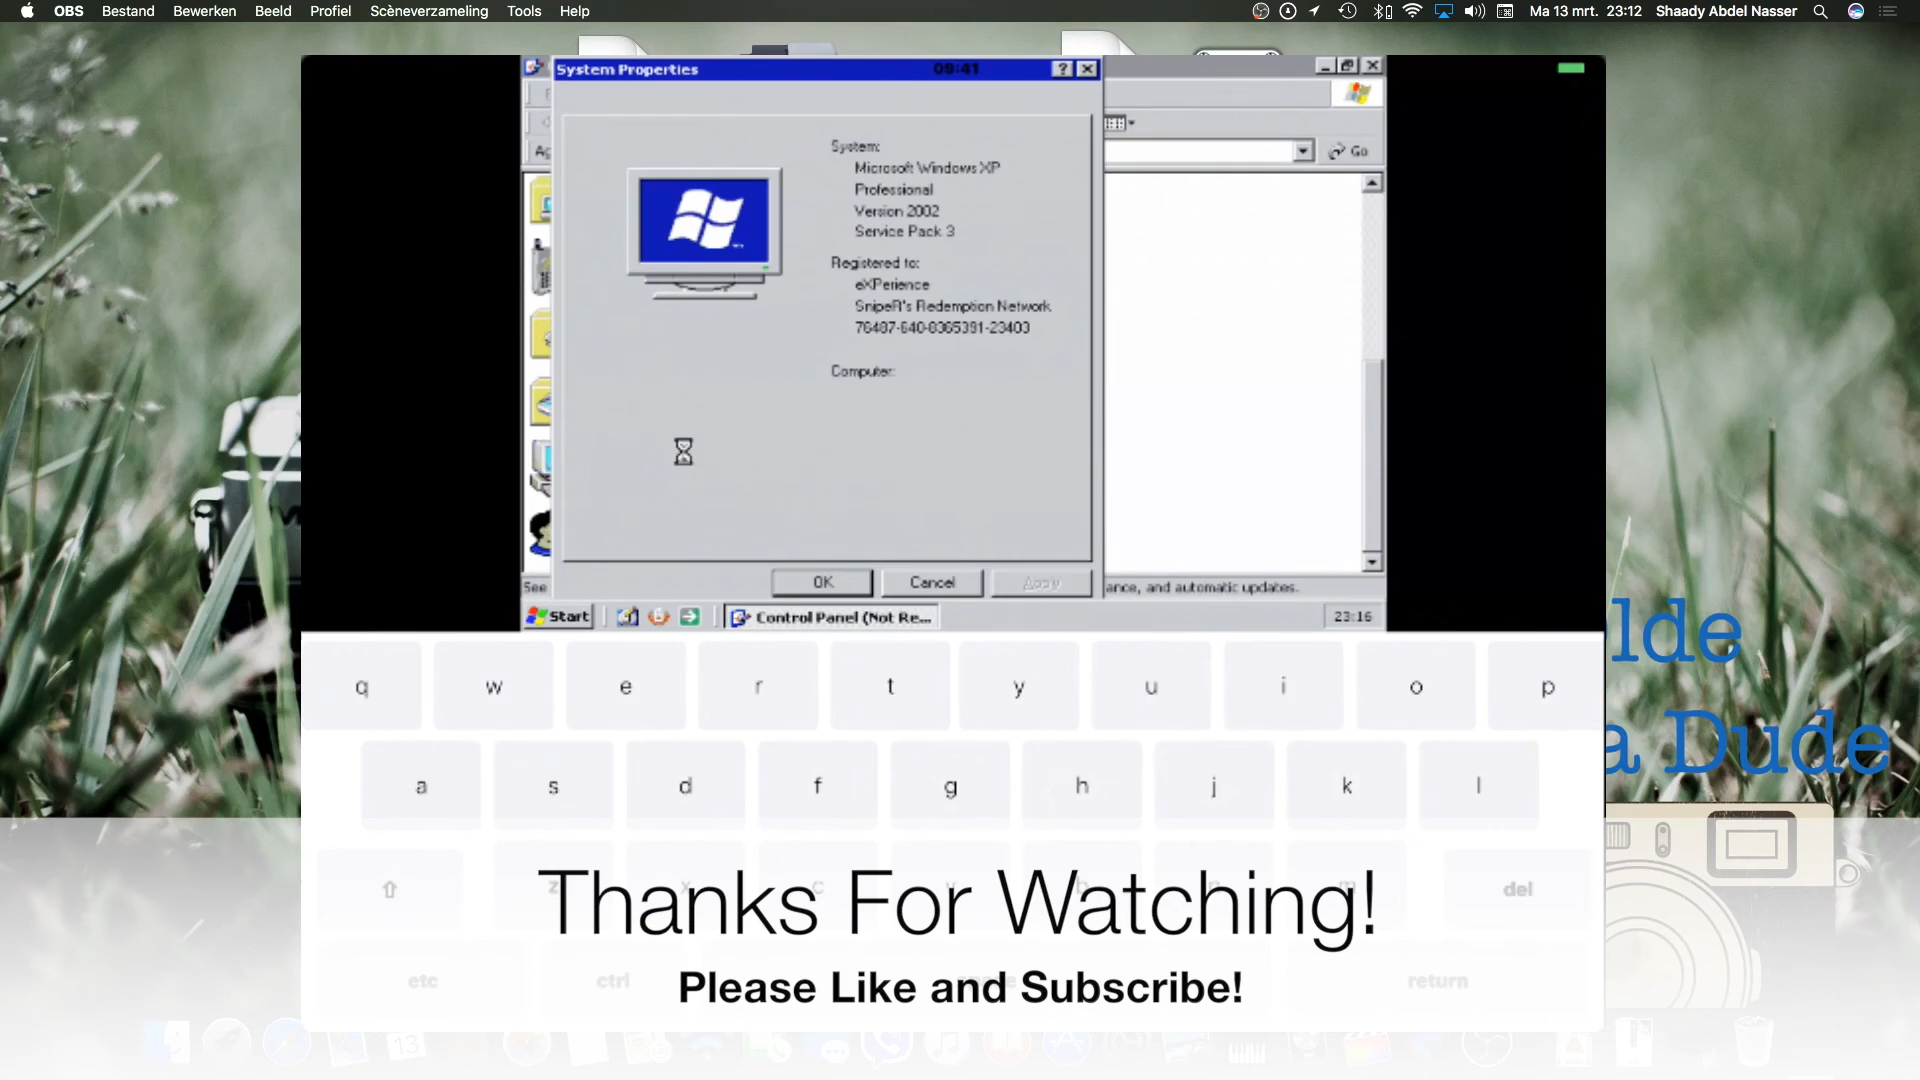 OBS Bestand Bewerken Beeld Profiel Scèneverzameling Tools Help Ma 13 mrt. 23:12 Shaady Abdel Nasser
System Properties 09:41
System:
Microsoft Windows XP
Professional
Version 2002
Service Pack 3
Registered to:
eXPerience
SnipeR's Redemption Network
76487-640-8365391-23403
Computer:
Go
OK Cancel Apply
See ance, and automatic updates.
Start Control Panel (Not Re... 23:16
lde
a Dude
q w e r t y u i o p
a s d f g h j k l
z x c v b n m del
Thanks For Watching!
etc ctrl return
Please Like and Subscribe!
13